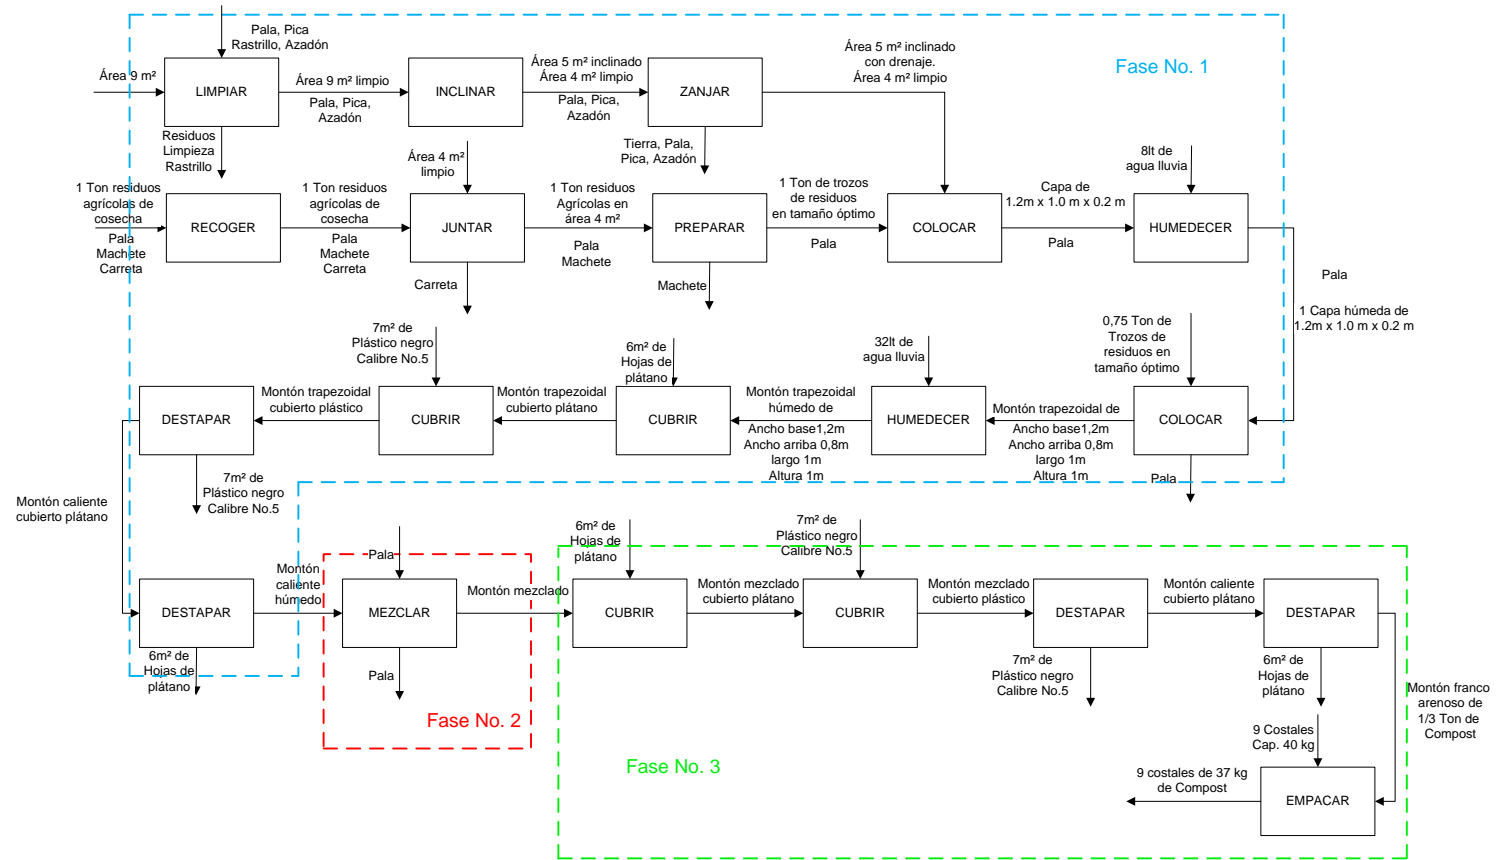 Pala, Pica
Rastrillo, Azadón
Área 9 m²
LIMPIAR
Residuos
Limpieza
Rastrillo
Área 9 m² limpio
Pala, Pica,
Azadón
INCLINAR
Área 5 m² inclinado
Área 4 m² limpio
Pala, Pica,
Azadón
ZANJAR
Tierra, Pala,
Pica, Azadón
Área 5 m² inclinado
con drenaje.
Área 4 m² limpio
Fase No. 1
1 Ton residuos
agrícolas de
cosecha
Pala
Machete
Carreta
RECOGER
1 Ton residuos
agrícolas de
cosecha
Pala
Machete
Carreta
Área 4 m²
limpio
JUNTAR
Carreta
1 Ton residuos
Agrícolas en
área 4 m²
Pala
Machete
PREPARAR
Machete
1 Ton de trozos
de residuos
en tamaño óptimo
Pala
COLOCAR
Capa de
1.2m x 1.0 m x 0.2 m
Pala
8lt de
agua lluvia
HUMEDECER
Pala
1 Capa húmeda de
1.2m x 1.0 m x 0.2 m
0,75 Ton de
Trozos de
residuos en
tamaño óptimo
COLOCAR
Pala
Montón trapezoidal de
Ancho base1,2m
Ancho arriba 0,8m
largo 1m
Altura 1m
32lt de
agua lluvia
HUMEDECER
Montón trapezoidal
húmedo de
Ancho base1,2m
Ancho arriba 0,8m
largo 1m
Altura 1m
6m² de
Hojas de
plátano
CUBRIR
Montón trapezoidal
cubierto plátano
7m² de
Plástico negro
Calibre No.5
CUBRIR
Montón trapezoidal
cubierto plástico
DESTAPAR
7m² de
Plástico negro
Calibre No.5
Montón caliente
cubierto plátano
DESTAPAR
6m² de
Hojas de
plátano
Montón
caliente
húmedo
Pala
MEZCLAR
Pala
Fase No. 2
Montón mezclado
6m² de
Hojas de
plátano
CUBRIR
Montón mezclado
cubierto plátano
7m² de
Plástico negro
Calibre No.5
CUBRIR
Montón mezclado
cubierto plástico
DESTAPAR
7m² de
Plástico negro
Calibre No.5
Montón caliente
cubierto plátano
DESTAPAR
6m² de
Hojas de
plátano
Montón franco
arenoso de
1/3 Ton de
Compost
9 Costales
Cap. 40 kg
EMPACAR
9 costales de 37 kg
de Compost
Fase No. 3